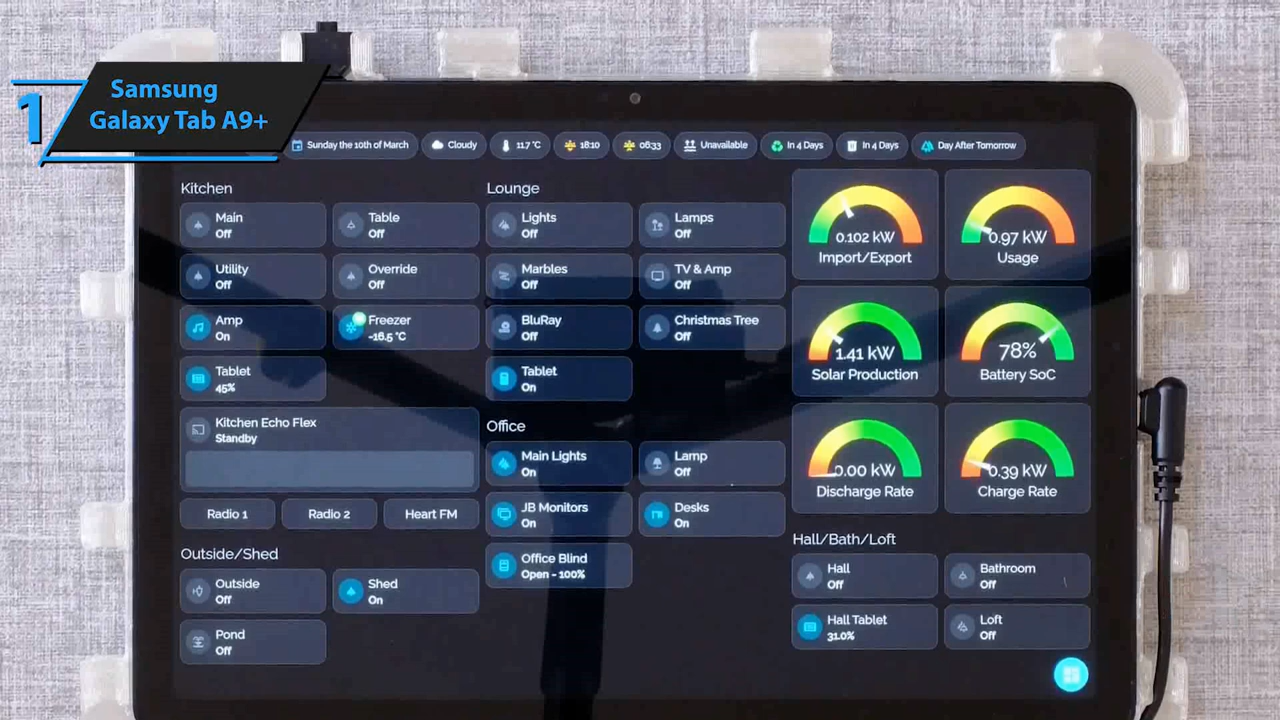 1
Samsung
Galaxy Tab A9+
Sunday the 10th of March
Cloudy
11.7 °C
18:10
06:33
Unavailable
In 4 Days
In 4 Days
Day After Tomorrow
Kitchen
Main
Off
Table
Off
Utility
Off
Override
Off
Amp
On
Freezer
-16.5 °C
Tablet
45%
Kitchen Echo Flex
Standby
Radio 1
Radio 2
Heart FM
Outside/Shed
Outside
Off
Shed
On
Pond
Off
Lounge
Lights
Off
Lamps
Off
Marbles
Off
TV & Amp
Off
BluRay
Off
Christmas Tree
Off
Tablet
On
Office
Main Lights
On
Lamp
Off
JB Monitors
On
Desks
On
Office Blind
Open - 100%
0.102 kW
Import/Export
0.97 kW
Usage
1.41 kW
Solar Production
78%
Battery SoC
0.00 kW
Discharge Rate
0.39 kW
Charge Rate
Hall/Bath/Loft
Hall
Off
Bathroom
Off
Hall Tablet
31.0%
Loft
Off